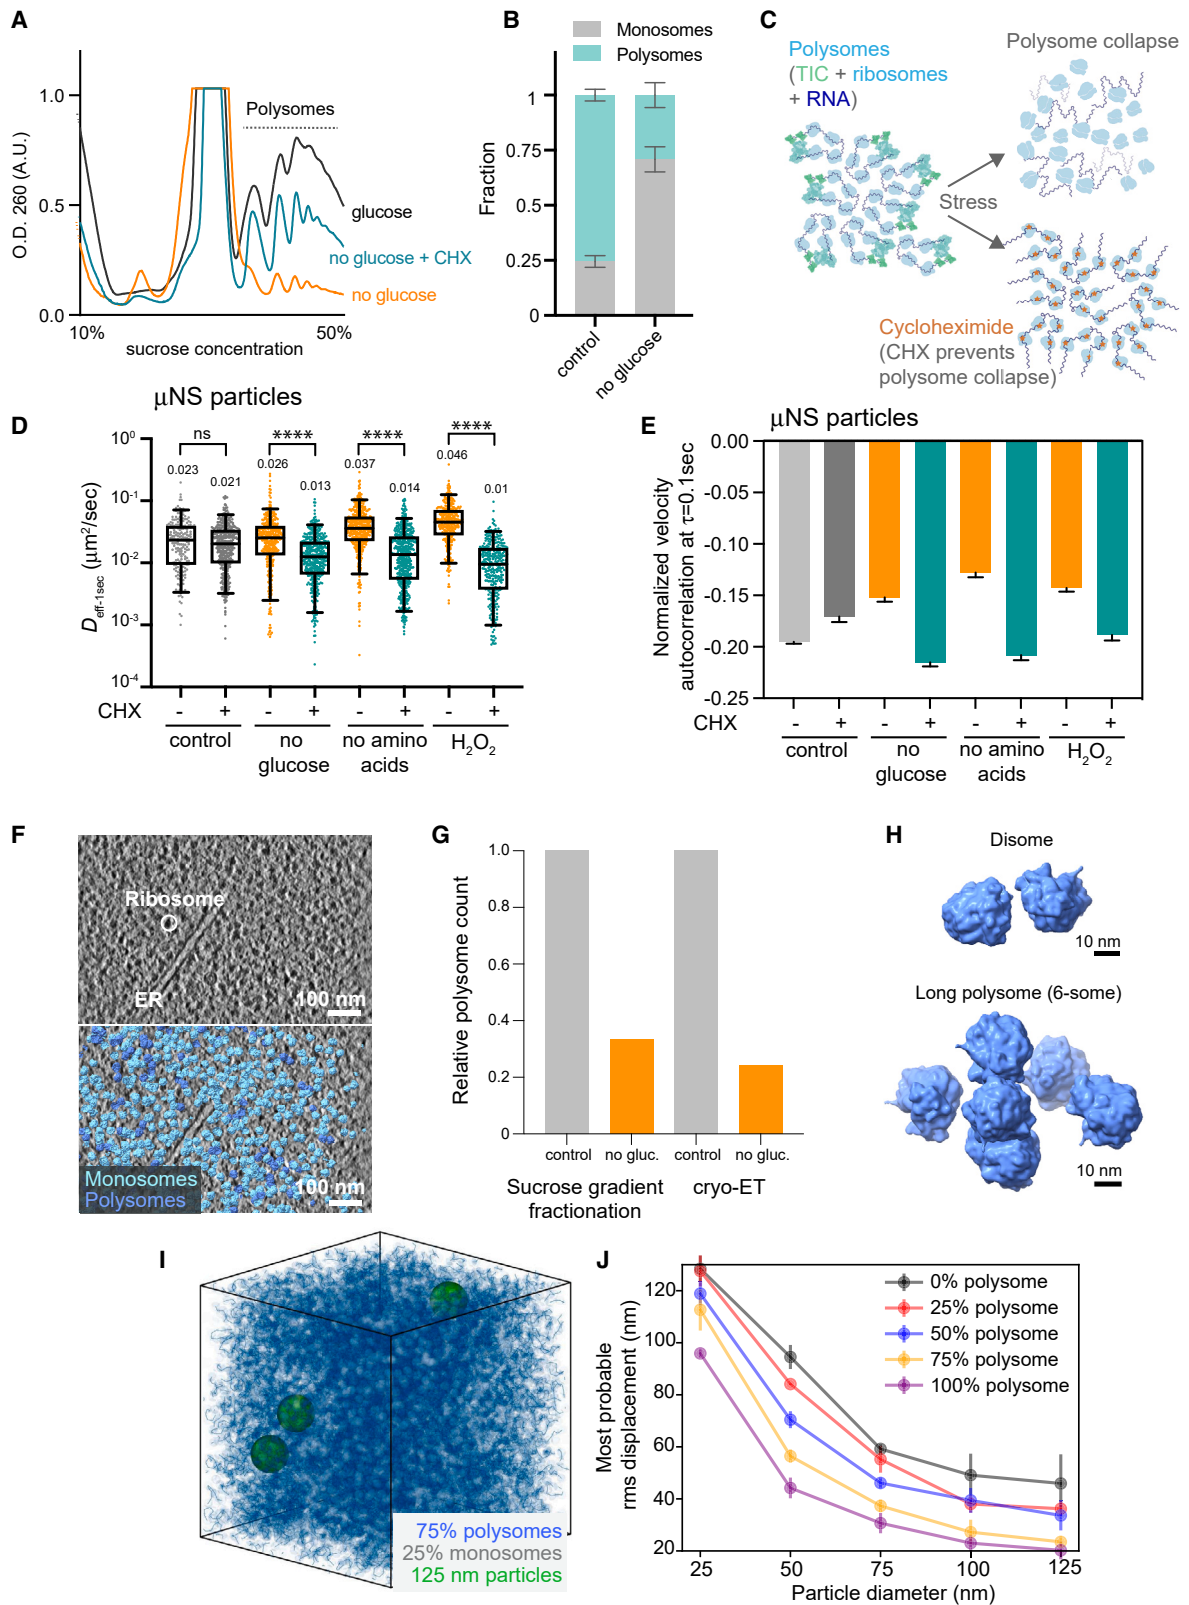 A
O.D. 260 (A.U.)
1.0
0.5
0.0
Polysomes
glucose
no glucose + CHX
no glucose
10%
50%
sucrose concentration
B
Monosomes
Polysomes
Fraction
1
0.75
0.5
0.25
0
control
no glucose
C
Polysomes
(TIC + ribosomes
+ RNA)
Polysome collapse
Stress
Cycloheximide
(CHX prevents
polysome collapse)
D
μNS particles
Deff-1sec (μm²/sec)
10⁰
10⁻¹
10⁻²
10⁻³
10⁻⁴
ns
****
****
****
0.023
0.021
0.026
0.013
0.037
0.014
0.046
0.01
CHX - + - + - + - +
control
no
glucose
no amino
acids
H₂O₂
E
μNS particles
Normalized velocity
autocorrelation at τ=0.1sec
0.00
-0.05
-0.10
-0.15
-0.20
-0.25
CHX - + - + - + - +
control
no
glucose
no amino
acids
H₂O₂
F
Ribosome
ER
100 nm
Monosomes
Polysomes
100 nm
G
Relative polysome count
1.0
0.8
0.6
0.4
0.2
0
control no gluc. control no gluc.
Sucrose gradient
fractionation
cryo-ET
H
Disome
10 nm
Long polysome (6-some)
10 nm
I
75% polysomes
25% monosomes
125 nm particles
J
Most probable
rms displacement (nm)
120
100
80
60
40
20
0% polysome
25% polysome
50% polysome
75% polysome
100% polysome
25 50 75 100 125
Particle diameter (nm)